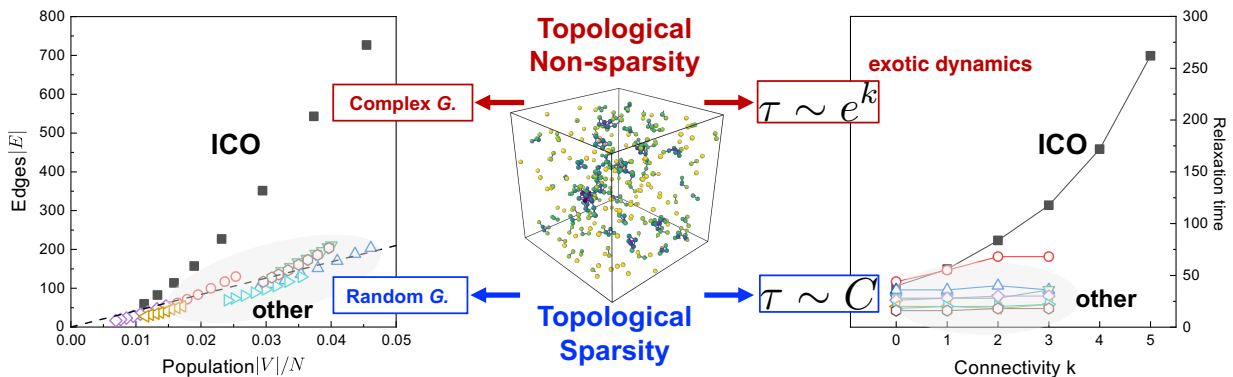 800
700
600
500
400
300
200
100
0
Edges|E|
0.00 0.01 0.02 0.03 0.04 0.05
Population|V|/N
ICO
other
Complex G.
Random G.
Topological
Non-sparsity
Topological
Sparsity
exotic dynamics
τ ∼ e^k
τ ∼ C
ICO
other
300
250
200
150
100
50
0
Relaxation time
0 1 2 3 4 5
Connectivity k